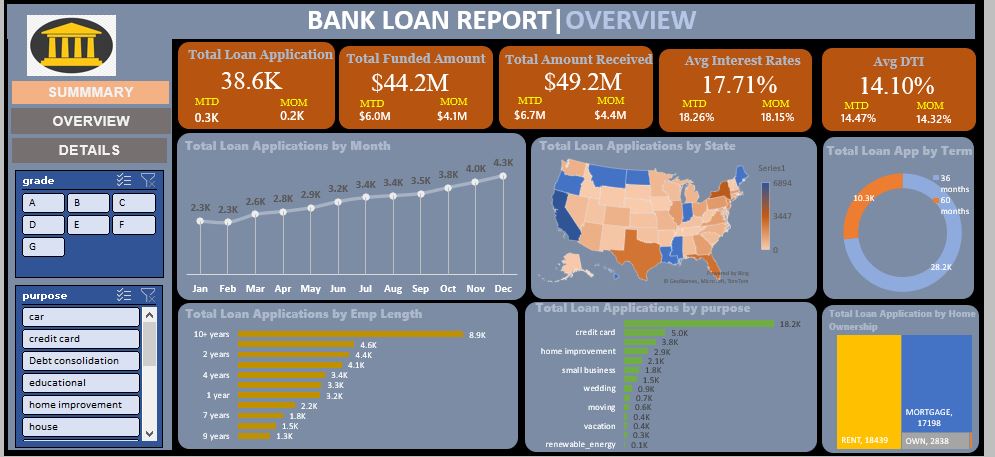 BANK LOAN REPORT|OVERVIEW
SUMMMARY
OVERVIEW
DETAILS
Total Loan Application
38.6K
MTD MOM
0.3K 0.2K
Total Funded Amount
$44.2M
MTD MOM
$6.0M $4.1M
Total Amount Received
$49.2M
MTD MOM
$6.7M $4.4M
Avg Interest Rates
17.71%
MTD MOM
18.26% 18.15%
Avg DTI
14.10%
MTD MOM
14.47% 14.32%
grade
A B C
D E F
G
purpose
car
credit card
Debt consolidation
educational
home improvement
house
Total Loan Applications by Month
2.3K 2.3K 2.6K 2.8K 2.9K 3.2K 3.4K 3.4K 3.5K 3.8K 4.0K 4.3K
Jan Feb Mar Apr May Jun Jul Aug Sep Oct Nov Dec
Total Loan Applications by State
Series1
6894
3447
0
Powered by Bing
© GeoNames, Microsoft, TomTom
Total Loan App by Term
36 months
60 months
10.3K
28.2K
Total Loan Applications by Emp Length
10+ years 8.9K
4.6K
2 years 4.4K
4.1K
4 years 3.4K
3.3K
1 year 3.2K
2.2K
7 years 1.8K
1.5K
9 years 1.3K
Total Loan Applications by purpose
18.2K
credit card 5.0K
3.8K
home improvement 2.9K
2.1K
small business 1.8K
1.5K
wedding 0.9K
0.7K
moving 0.6K
0.4K
vacation 0.4K
0.3K
renewable_energy 0.1K
Total Loan Application by Home
Ownership
RENT, 18439
MORTGAGE,
17198
OWN, 2838